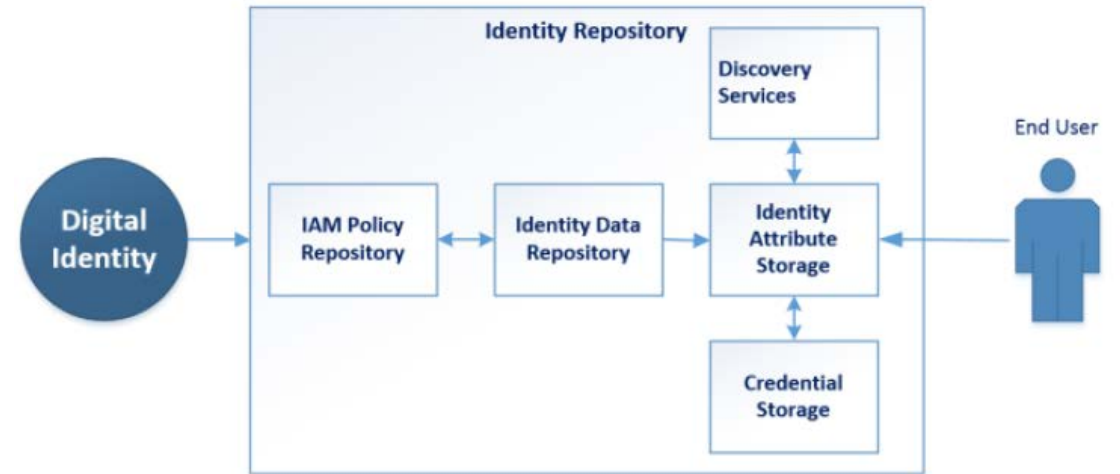 Identity Repository
Discovery
Services
End User
Digital
Identity
IAM Policy
Repository
Identity Data
Repository
Identity
Attribute
Storage
Credential
Storage